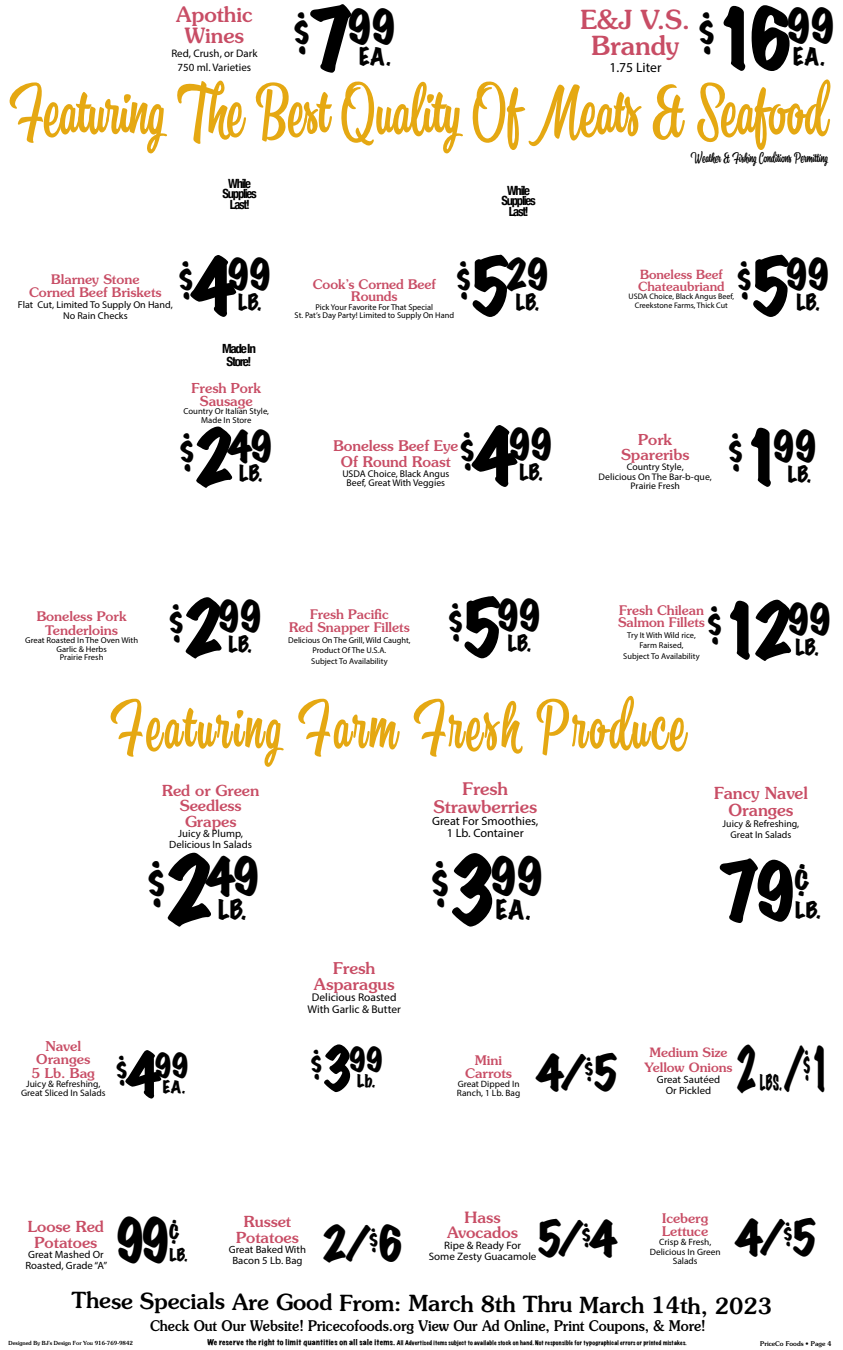 Apothic
Wines
Red, Crush, or Dark
750 ml. Varieties
$7.99 EA.
E&J V.S.
Brandy
1.75 Liter
$16.99 EA.
Featuring The Best Quality Of Meats & Seafood
Weather & Fishing Conditions Permitting
While
Supplies
Last!
Blarney Stone
Corned Beef Briskets
Flat Cut, Limited To Supply On Hand,
No Rain Checks
$4.99 LB.
While
Supplies
Last!
Cook's Corned Beef
Rounds
Pick Your Favorite For That Special
St. Pat's Day Party! Limited to Supply On Hand
$5.29 LB.
Boneless Beef
Chateaubriand
USDA Choice, Black Angus Beef,
Creekstone Farms, Thick Cut
$5.99 LB.
Made In
Store!
Fresh Pork
Sausage
Country Or Italian Style,
Made In Store
$2.49 LB.
Boneless Beef Eye
Of Round Roast
USDA Choice, Black Angus
Beef, Great With Veggies
$4.99 LB.
Pork
Spareribs
Country Style,
Delicious On The Bar-b-que,
Prairie Fresh
$1.99 LB.
Boneless Pork
Tenderloins
Great Roasted In The Oven With
Garlic & Herbs
Prairie Fresh
$2.99 LB.
Fresh Pacific
Red Snapper Fillets
Delicious On The Grill, Wild Caught,
Product Of The U.S.A.
Subject To Availability
$5.99 LB.
Fresh Chilean
Salmon Fillets
Try It With Wild rice,
Farm Raised,
Subject To Availability
$12.99 LB.
Featuring Farm Fresh Produce
Red or Green
Seedless
Grapes
Juicy & Plump,
Delicious In Salads
$2.49 LB.
Fresh
Strawberries
Great For Smoothies,
1 Lb. Container
$3.99 EA.
Fancy Navel
Oranges
Juicy & Refreshing,
Great In Salads
79¢ LB.
Navel
Oranges
5 Lb. Bag
Juicy & Refreshing,
Great Sliced In Salads
$4.99 EA.
Fresh
Asparagus
Delicious Roasted
With Garlic & Butter
$3.99 Lb.
Mini
Carrots
Great Dipped In
Ranch, 1 Lb. Bag
4/$5
Medium Size
Yellow Onions
Great Sautéed
Or Pickled
2 LBS./$1
Loose Red
Potatoes
Great Mashed Or
Roasted, Grade "A"
99¢ LB.
Russet
Potatoes
Great Baked With
Bacon 5 Lb. Bag
2/$6
Hass
Avocados
Ripe & Ready For
Some Zesty Guacamole
5/$4
Iceberg
Lettuce
Crisp & Fresh,
Delicious In Green
Salads
4/$5
These Specials Are Good From: March 8th Thru March 14th, 2023
Check Out Our Website! Pricecofoods.org View Our Ad Online, Print Coupons, & More!
Designed By BJ's Design For You 916-769-9842
We reserve the right to limit quantities on all sale items. All Advertised items subject to available stock on hand. Not responsible for typographical errors or printed mistakes.
PriceCo Foods • Page 4